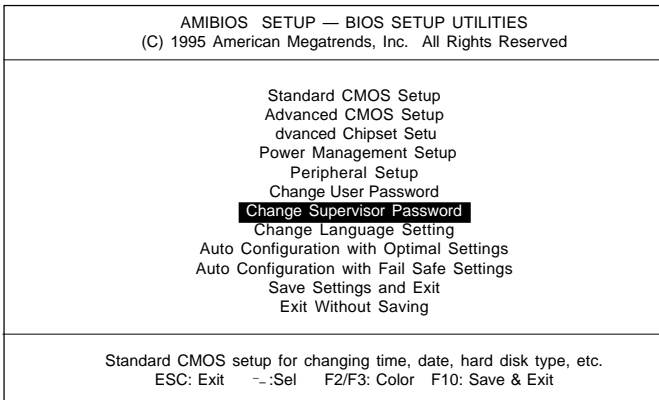 AMIBIOS SETUP — BIOS SETUP UTILITIES
(C) 1995 American Megatrends, Inc. All Rights Reserved
Standard CMOS Setup
Advanced CMOS Setup
dvanced Chipset Setu
Power Management Setup
Peripheral Setup
Change User Password
Change Supervisor Password
Change Language Setting
Auto Configuration with Optimal Settings
Auto Configuration with Fail Safe Settings
Save Settings and Exit
Exit Without Saving
Standard CMOS setup for changing time, date, hard disk type, etc.
ESC: Exit ¯_ :Sel F2/F3: Color F10: Save & Exit